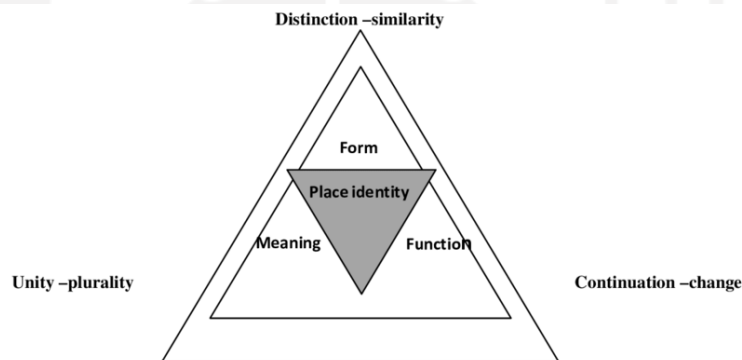 Distinction –similarity
Form
Place identity
Meaning
Function
Unity –plurality
Continuation –change